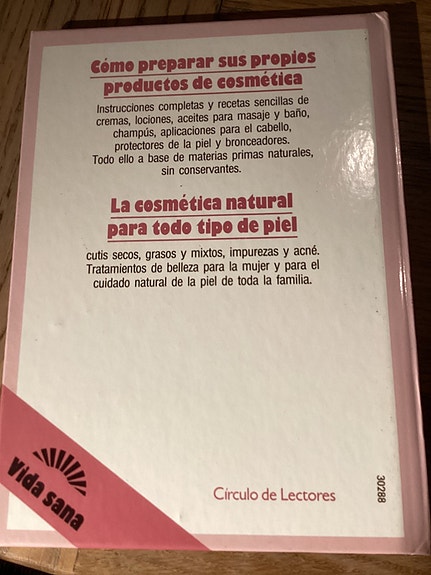 Cómo preparar sus propios
productos de cosmética
Instrucciones completas y recetas sencillas de
cremas, lociones, aceites para masaje y baño,
champús, aplicaciones para el cabello,
protectores de la piel y bronceadores.
Todo ello a base de materias primas naturales,
sin conservantes.
La cosmética natural
para todo tipo de piel
cutis secos, grasos y mixtos, impurezas y acné.
Tratamientos de belleza para la mujer y para el
cuidado natural de la piel de toda la familia.
Vida sana
Círculo de Lectores
30288